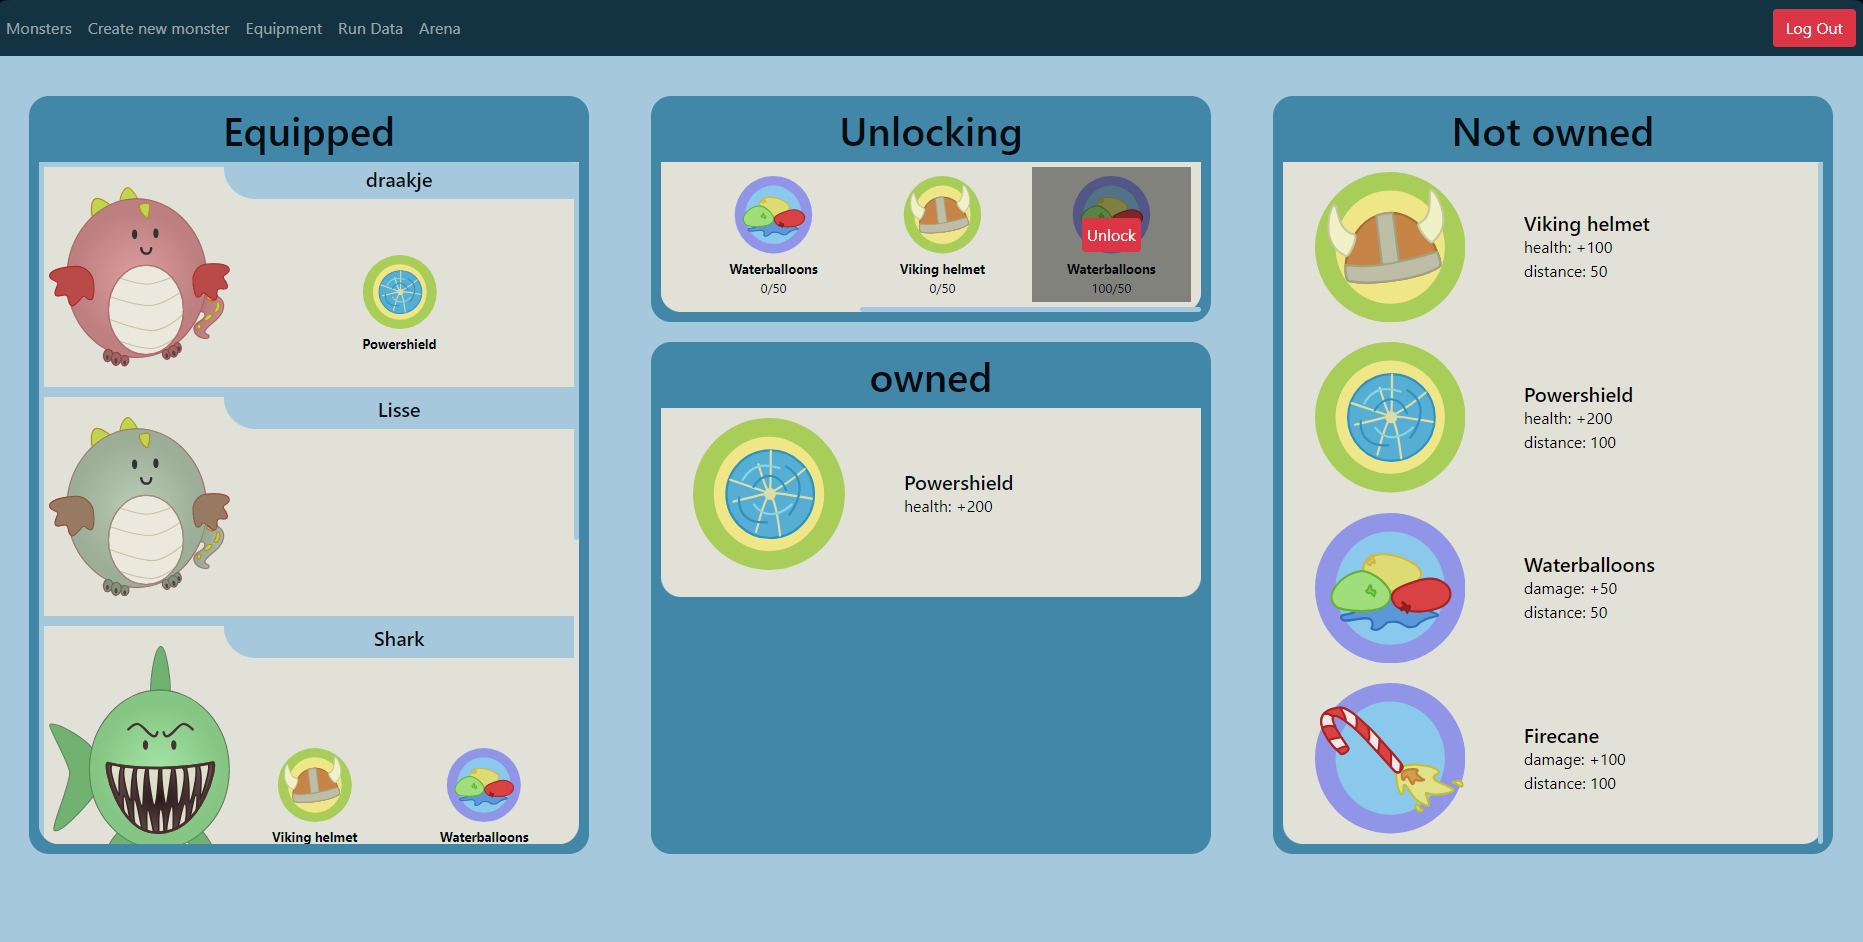 Monsters Create new monster Equipment Run Data Arena Log Out
Equipped
draakje
Powershield
Lisse
Shark
Viking helmet Waterballoons
Unlocking
Waterballoons Viking helmet Waterballoons
0/50 0/50 100/50
Unlock
owned
Powershield
health: +200
Not owned
Viking helmet
health: +100
distance: 50
Powershield
health: +200
distance: 100
Waterballoons
damage: +50
distance: 50
Firecane
damage: +100
distance: 100